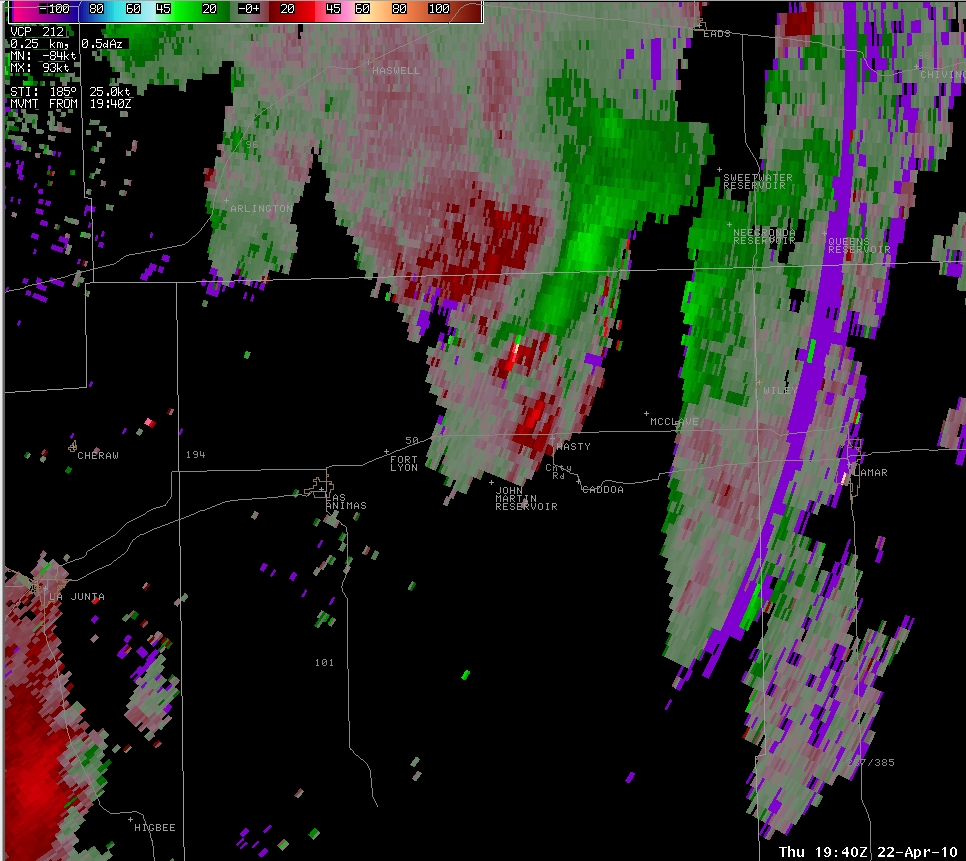 -100 80 60 45 20 -0+ 20 45 60 80 100
VCP 212
0.25 km, 0.5dAz
MN: -84kt
MX: 93kt
STI: 185° 25.0kt
MVMT FROM 19:40Z
EADS
HASWELL
CHIVING
96
SWEETWATER
RESERVOIR
ARLINGTON
NEEGRONDA
RESERVOIR
QUEENS
RESERVOIR
WILEY
MCCLAVE
50
HASTY
CHERAW
194
FORT
LYON
Cnty
Rd
LAMAR
CADDOA
JOHN
MARTIN
RESERVOIR
LAS
ANIMAS
LA JUNTA
101
287/385
HIGBEE
Thu 19:40Z 22-Apr-10